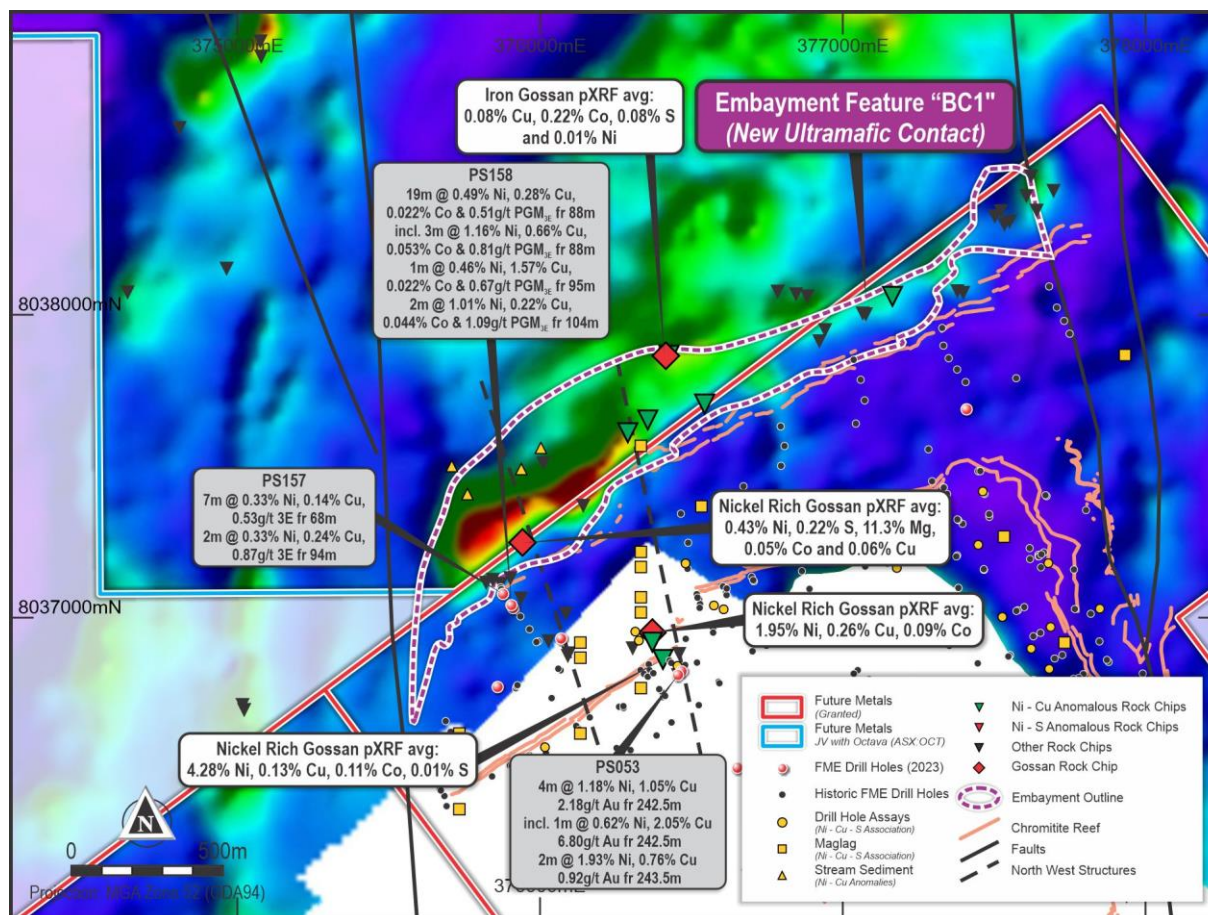 375000mE
376000mE
377000mE
378000mE
Iron Gossan pXRF avg:
0.08% Cu, 0.22% Co, 0.08% S
and 0.01% Ni
Embayment Feature “BC1"
(New Ultramafic Contact)
PS158
19m @ 0.49% Ni, 0.28% Cu,
0.022% Co & 0.51g/t PGM3E fr 88m
incl. 3m @ 1.16% Ni, 0.66% Cu,
0.053% Co & 0.81g/t PGM3E fr 88m
1m @ 0.46% Ni, 1.57% Cu,
0.022% Co & 0.67g/t PGM3E fr 95m
2m @ 1.01% Ni, 0.22% Cu,
0.044% Co & 1.09g/t PGM3E fr 104m
8038000mN
PS157
7m @ 0.33% Ni, 0.14% Cu,
0.53g/t 3E fr 68m
2m @ 0.33% Ni, 0.24% Cu,
0.87g/t 3E fr 94m
Nickel Rich Gossan pXRF avg:
0.43% Ni, 0.22% S, 11.3% Mg,
0.05% Co and 0.06% Cu
8037000mN
Nickel Rich Gossan pXRF avg:
1.95% Ni, 0.26% Cu, 0.09% Co
Nickel Rich Gossan pXRF avg:
4.28% Ni, 0.13% Cu, 0.11% Co, 0.01% S
PS053
4m @ 1.18% Ni, 1.05% Cu
2.18g/t Au fr 242.5m
incl. 1m @ 0.62% Ni, 2.05% Cu
6.80g/t Au fr 242.5m
2m @ 1.93% Ni, 0.76% Cu
0.92g/t Au fr 243.5m
Future Metals
(Granted)
Future Metals
JV with Octava (ASX:OCT)
FME Drill Holes (2023)
Historic FME Drill Holes
Drill Hole Assays
(Ni - Cu - S Association)
Maglag
(Ni - Cu - S Association)
Stream Sediment
(Ni - Cu Anomalies)
Ni - Cu Anomalous Rock Chips
Ni - S Anomalous Rock Chips
Other Rock Chips
Gossan Rock Chip
Embayment Outline
Chromitite Reef
Faults
North West Structures
N
0 500m
Projection: MGA Zone 52 (GDA94)